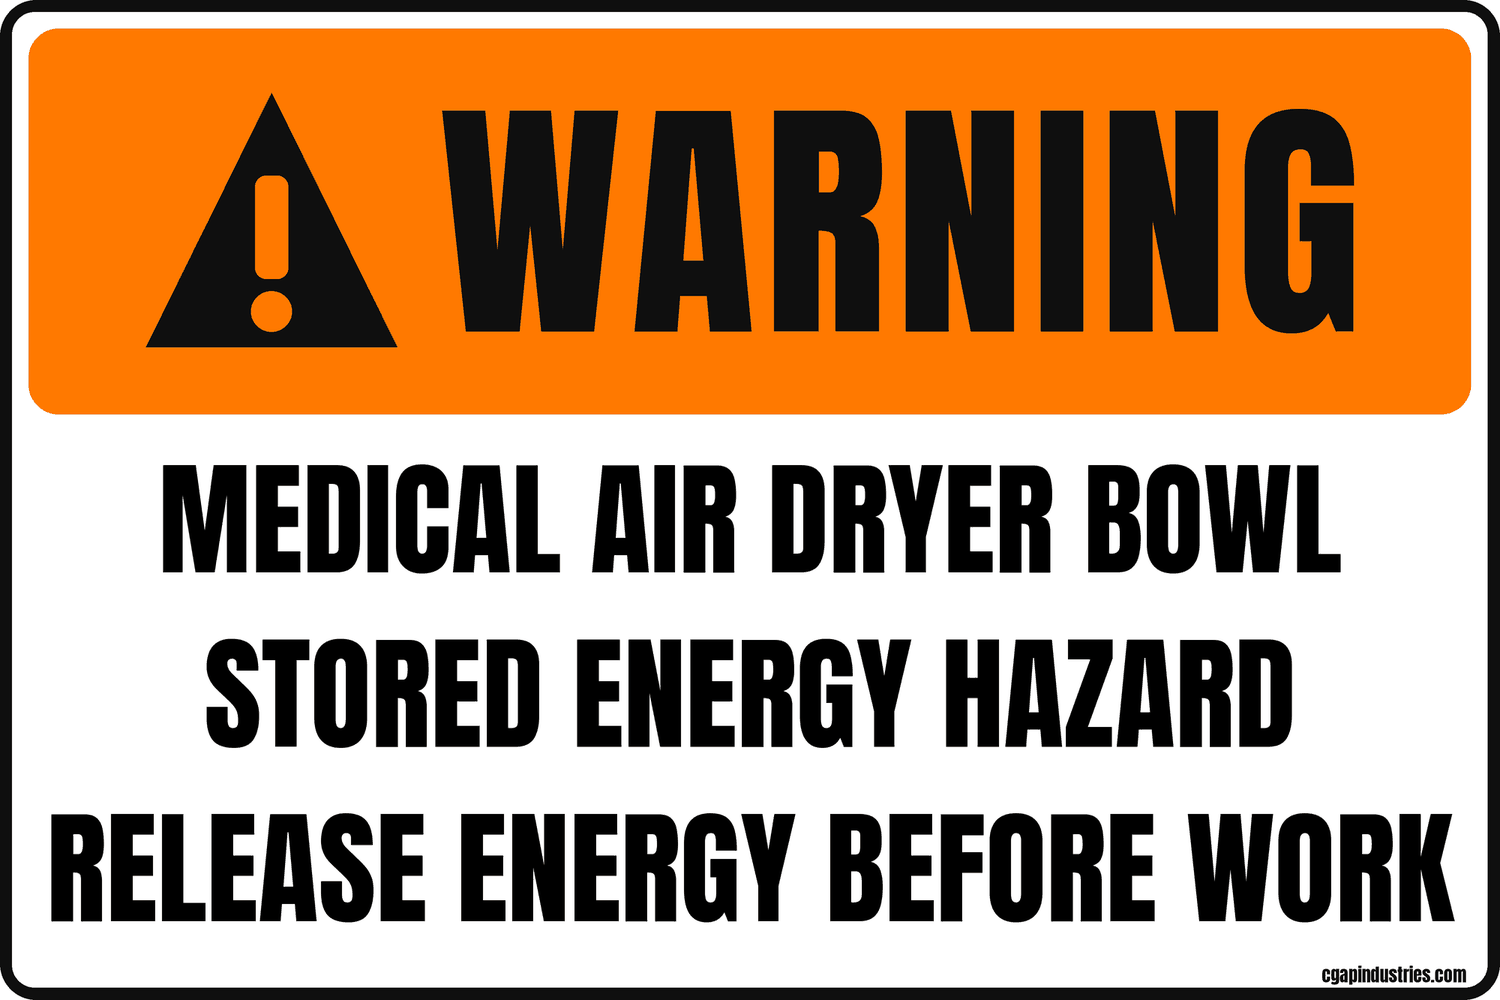 WARNING
MEDICAL AIR DRYER BOWL
STORED ENERGY HAZARD
RELEASE ENERGY BEFORE WORK
cgapindustries.com